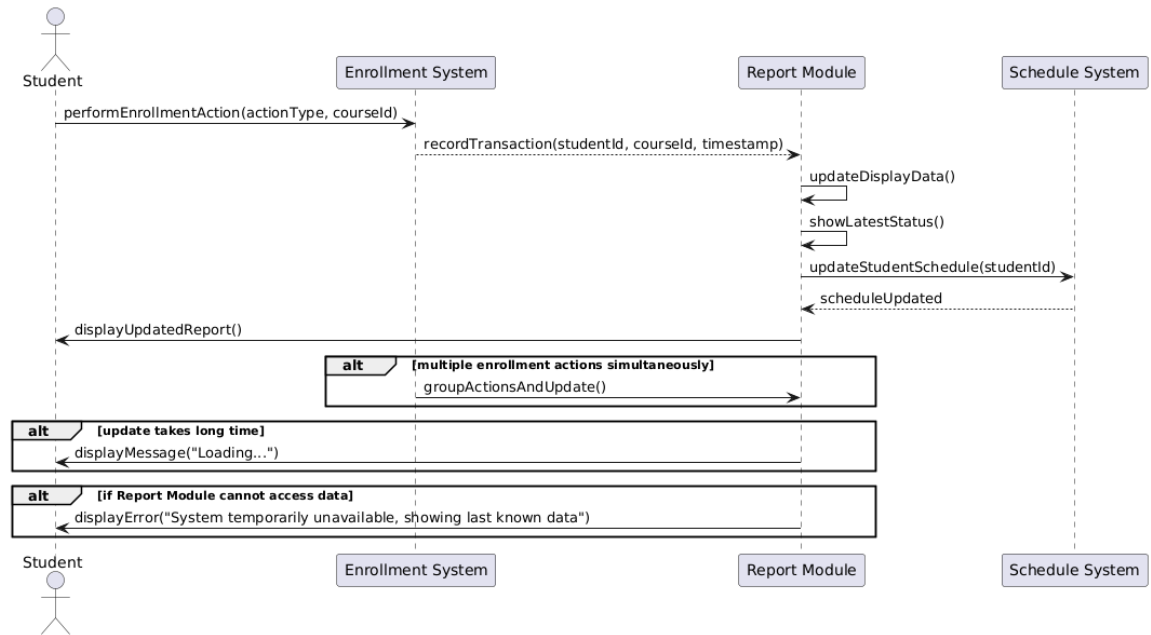 Student
Enrollment System
Report Module
Schedule System
performEnrollmentAction(actionType, courseId)
recordTransaction(studentId, courseId, timestamp)
updateDisplayData()
showLatestStatus()
updateStudentSchedule(studentId)
scheduleUpdated
displayUpdatedReport()
alt [multiple enrollment actions simultaneously]
groupActionsAndUpdate()
alt [update takes long time]
displayMessage("Loading...")
alt [if Report Module cannot access data]
displayError("System temporarily unavailable, showing last known data")
Student
Enrollment System
Report Module
Schedule System